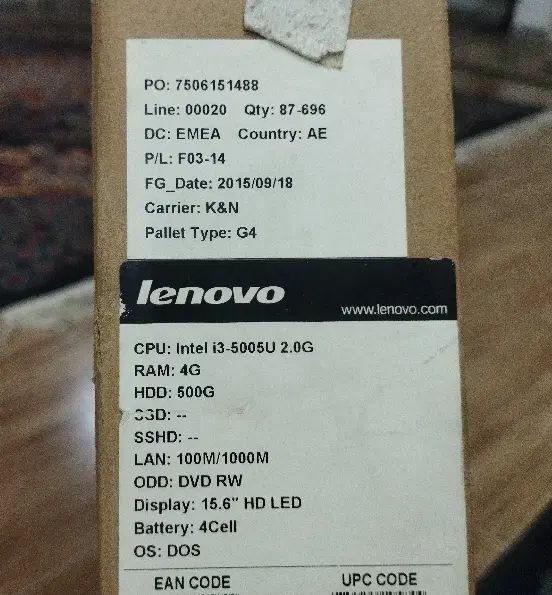 PO: 7506151488
Line: 00020 Qty: 87-696
DC: EMEA Country: AE
P/L: F03-14
FG_Date: 2015/09/18
Carrier: K&N
Pallet Type: G4
lenovo
www.lenovo.com
CPU: Intel i3-5005U 2.0G
RAM: 4G
HDD: 500G
SSD: --
SSHD: --
LAN: 100M/1000M
ODD: DVD RW
Display: 15.6" HD LED
Battery: 4Cell
OS: DOS
EAN CODE UPC CODE